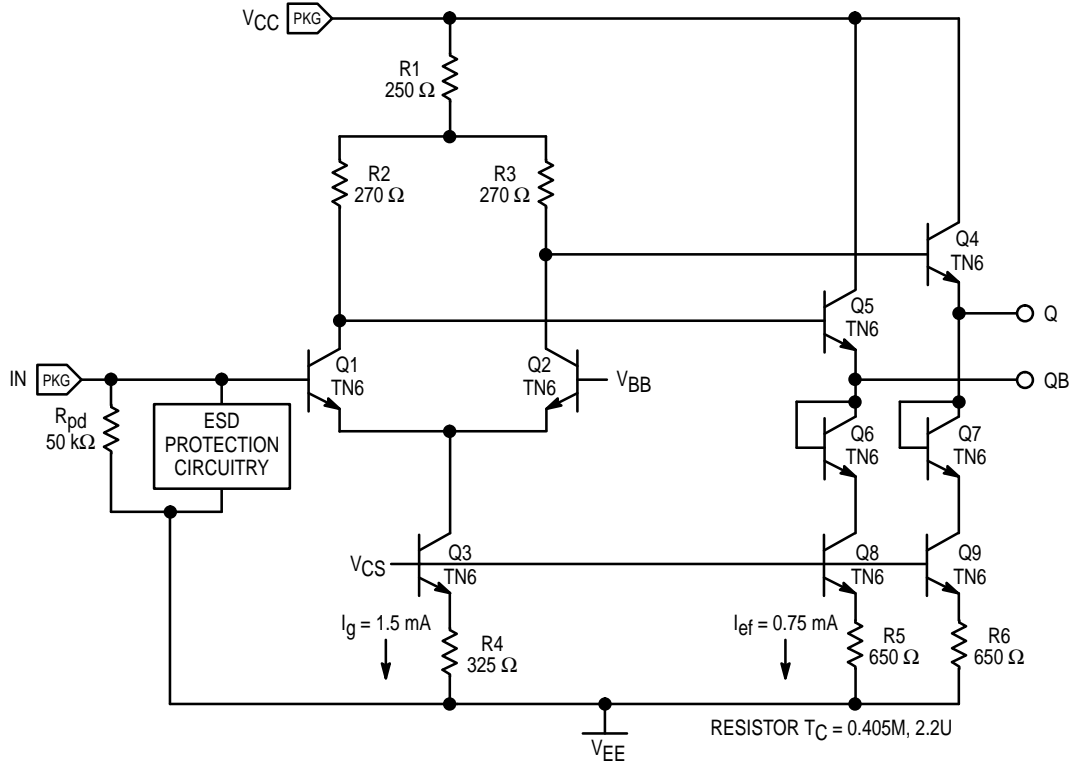 VCC PKG
R1
250 Ω
R2
270 Ω
R3
270 Ω
Q4
TN6
Q5
TN6
Q
IN PKG
Q1
TN6
Q2
TN6
VBB
QB
Rpd
50 kΩ
ESD
PROTECTION
CIRCUITRY
Q6
TN6
Q7
TN6
VCS
Q3
TN6
Q8
TN6
Q9
TN6
Ig = 1.5 mA
R4
325 Ω
Ief = 0.75 mA
R5
650 Ω
R6
650 Ω
VEE
RESISTOR TC = 0.405M, 2.2U